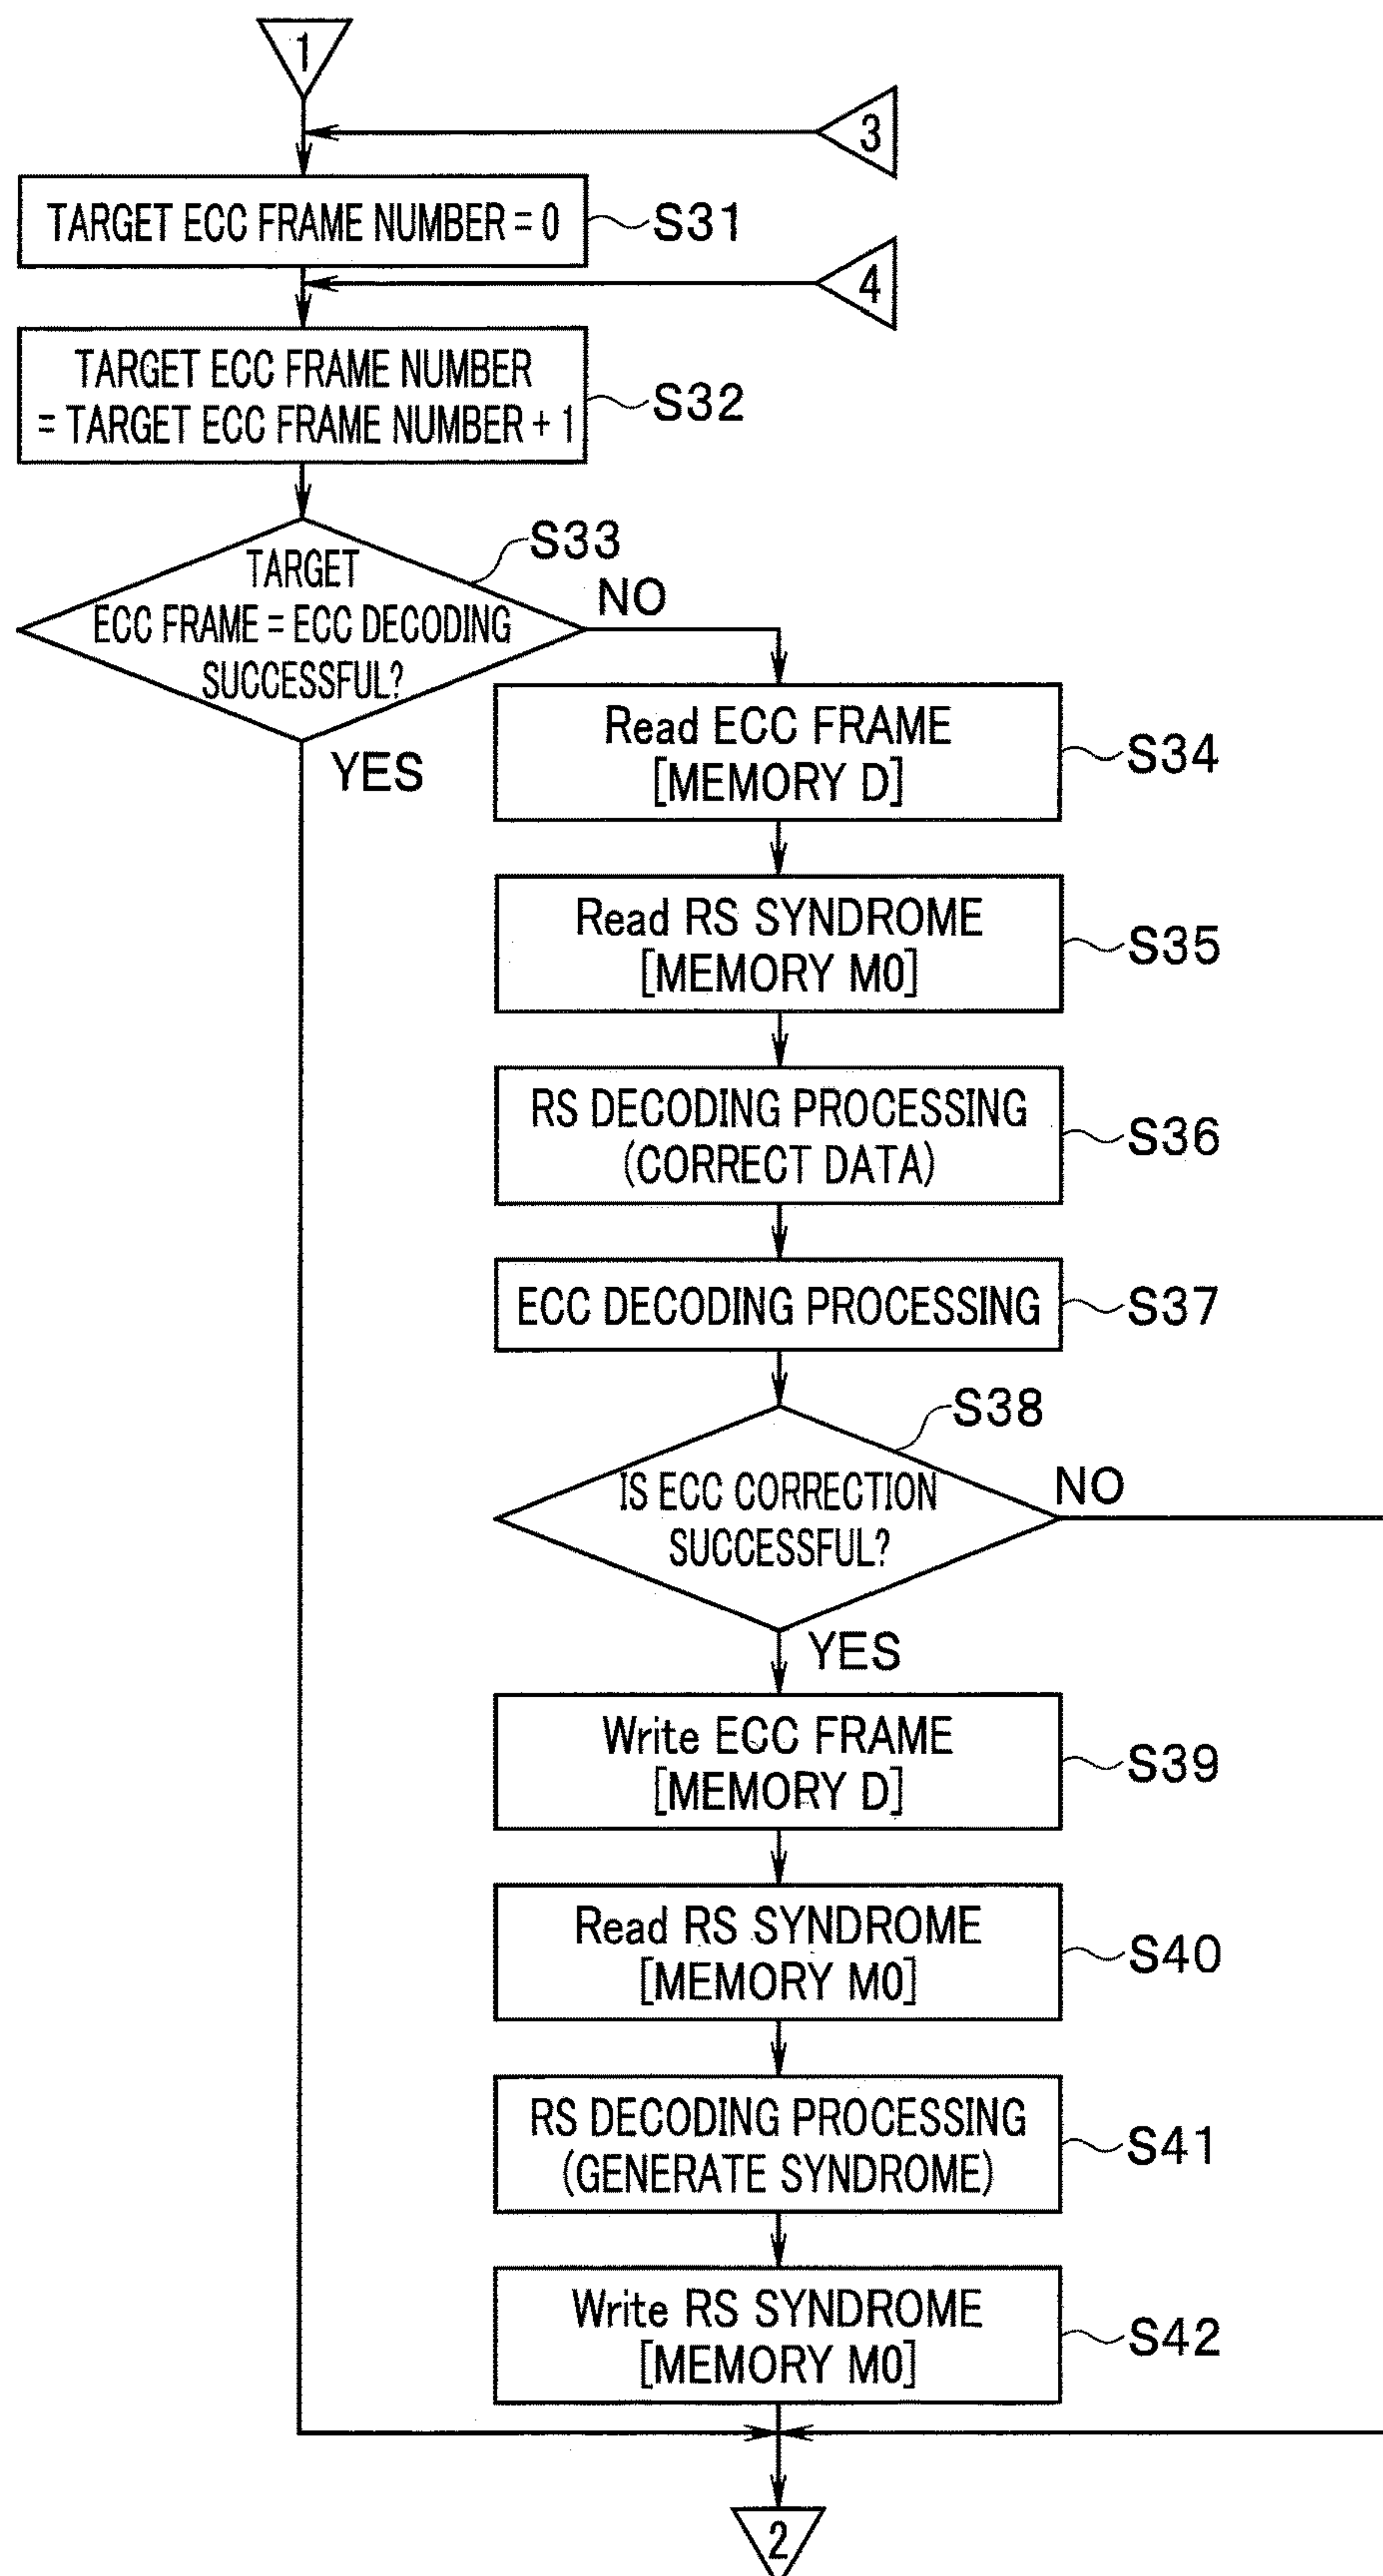 1
3
TARGET ECC FRAME NUMBER = 0
S31
4
TARGET ECC FRAME NUMBER
= TARGET ECC FRAME NUMBER + 1
S32
S33
TARGET
ECC FRAME = ECC DECODING
SUCCESSFUL?
NO
YES
Read ECC FRAME
[MEMORY D]
S34
Read RS SYNDROME
[MEMORY M0]
S35
RS DECODING PROCESSING
(CORRECT DATA)
S36
ECC DECODING PROCESSING
S37
S38
IS ECC CORRECTION
SUCCESSFUL?
NO
YES
Write ECC FRAME
[MEMORY D]
S39
Read RS SYNDROME
[MEMORY M0]
S40
RS DECODING PROCESSING
(GENERATE SYNDROME)
S41
Write RS SYNDROME
[MEMORY M0]
S42
2